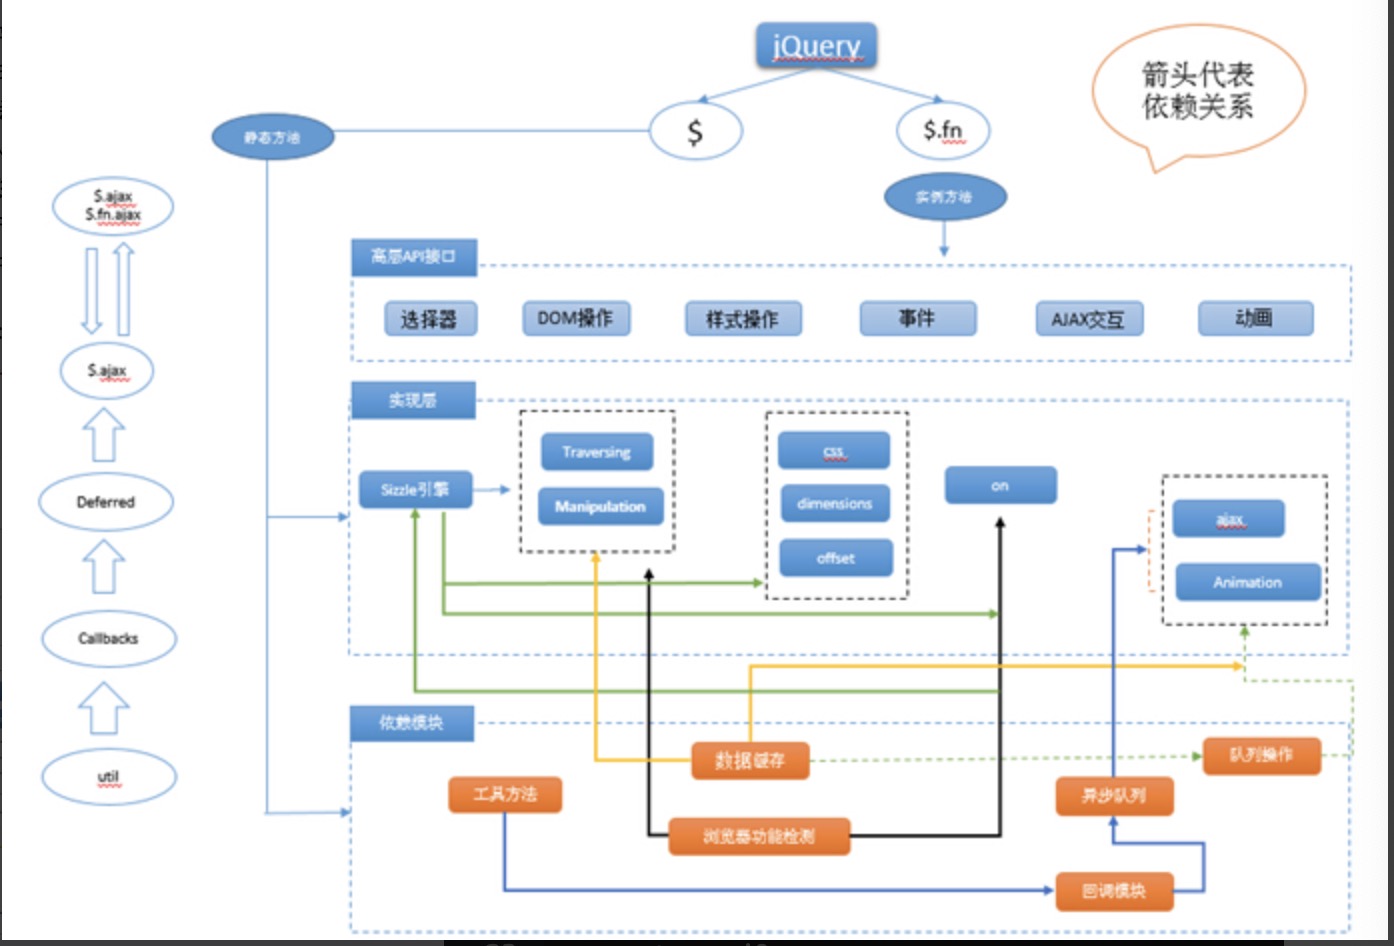 jQuery
箭头代表
依赖关系
静态方法
$
$.fn
实例方法
$.ajax
$.fn.ajax
高层API接口
选择器
DOM操作
样式操作
事件
AJAX交互
动画
$.ajax
实现层
Traversing
css
Sizzle引擎
on
Manipulation
dimensions
ajax
Deferred
offset
Animation
Callbacks
依赖模块
util
数据缓存
队列操作
工具方法
异步队列
浏览器功能检测
回调模块